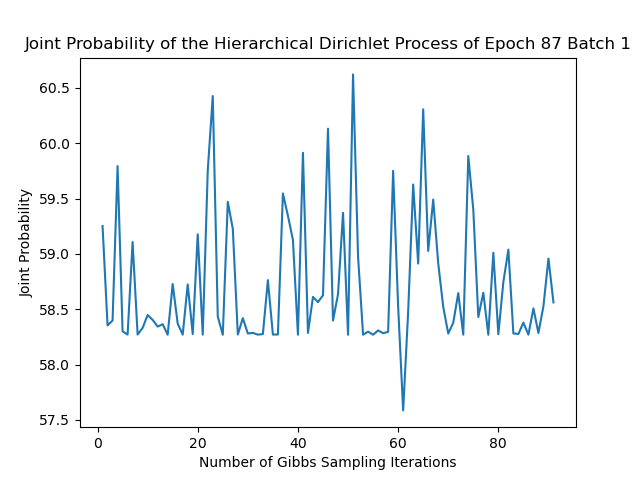 Joint Probability of the Hierarchical Dirichlet Process of Epoch 87 Batch 1
60.5
60.0
59.5
59.0
58.5
58.0
57.5
Joint Probability
0 20 40 60 80
Number of Gibbs Sampling Iterations